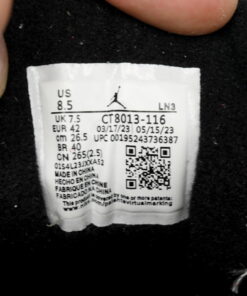 US
8.5
LN3
UK 7.5 CT8013-116
EUR 42 03/17/23 05/15/23
cm 26.5 UPC 00195243736387
BR 40
CN 265(2.5)
MADE IN CHINA
HECHO EN CHINA
FABRIQUE EN CHINE
FABRICADO NA CHINA